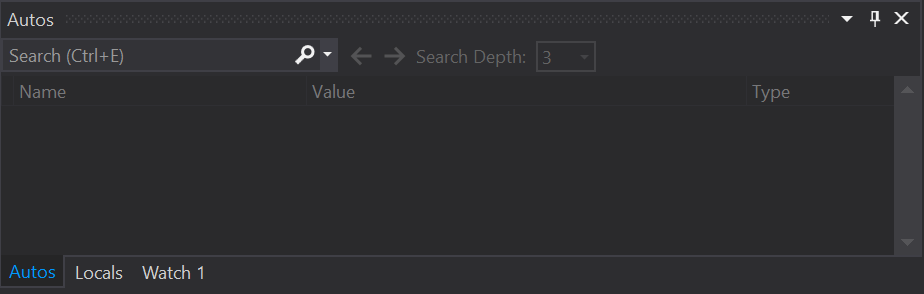 Autos
Search (Ctrl+E) Search Depth: 3
Name Value Type
Autos Locals Watch 1